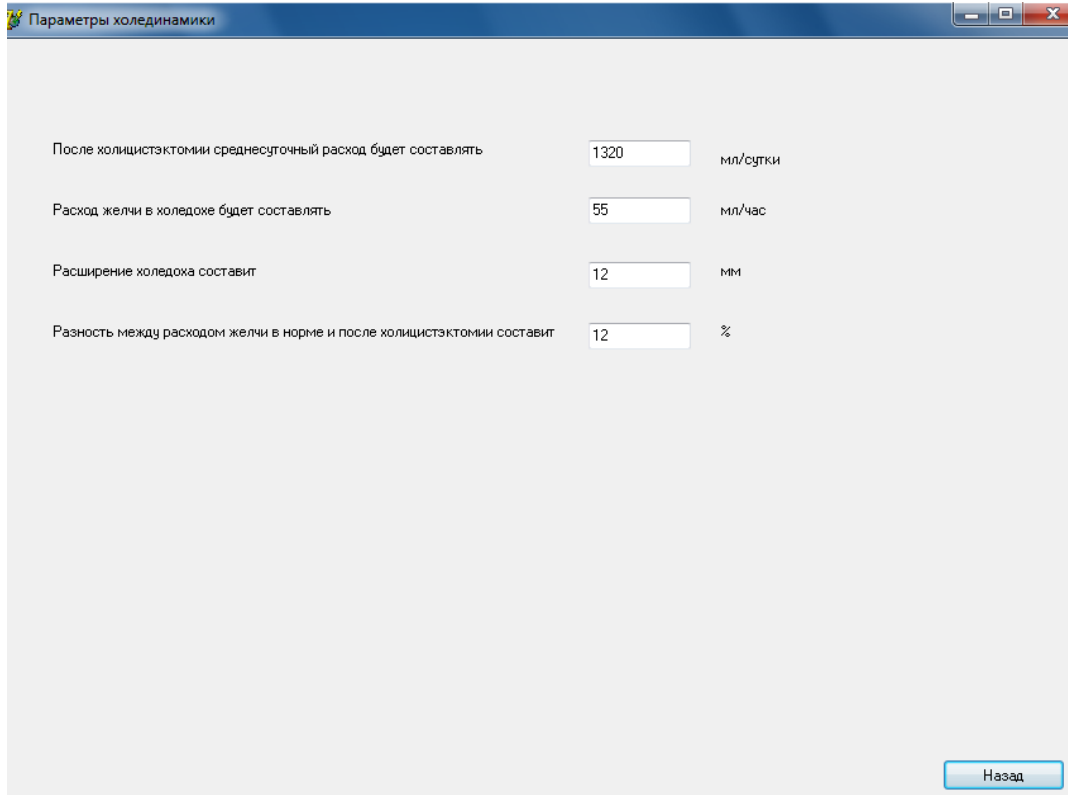 Параметры холединамики
После холицистэктомии среднесуточный расход будет составлять 1320 мл/сутки
Расход желчи в холедохе будет составлять 55 мл/час
Расширение холедоха составит 12 мм
Разность между расходом желчи в норме и после холицистэктомии составит 12 %
Назад